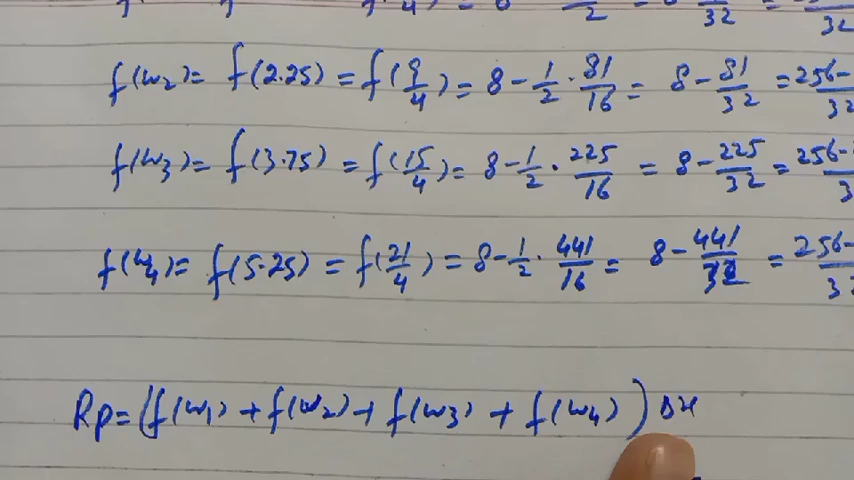 f(w₂) = f(2.25) = f(9/4) = 8 - 1/2 · 81/16 = 8 - 81/32 = 256-
f(w₃) = f(3.75) = f(15/4) = 8 - 1/2 · 225/16 = 8 - 225/32 = 256-
f(w₄) = f(5.25) = f(21/4) = 8 - 1/2 · 441/16 = 8 - 441/32 = 256-
Rp = (f(w₁) + f(w₂) + f(w₃) + f(w₄)) Δx